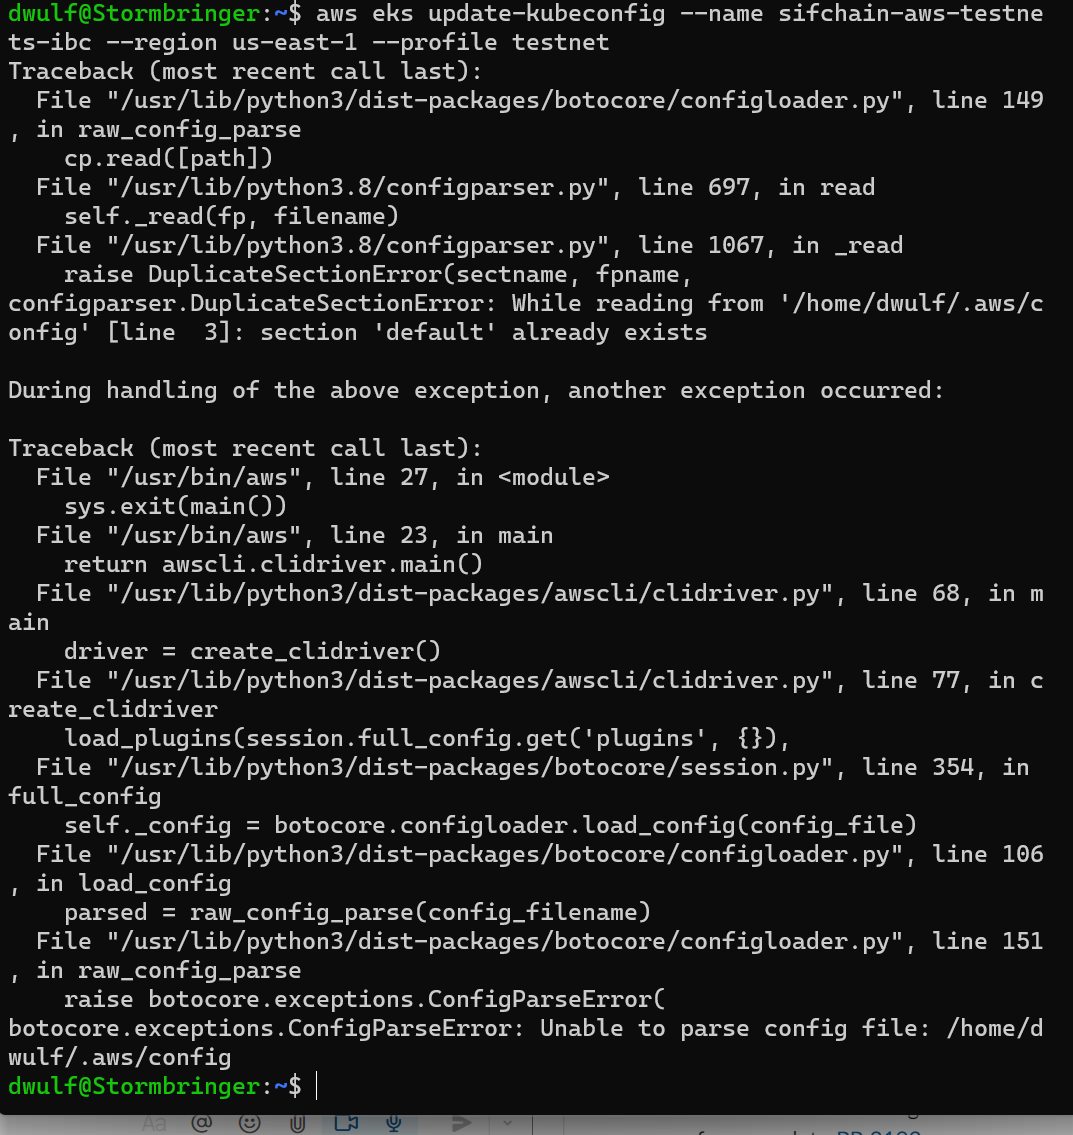 dwulf@Stormbringer:~$ aws eks update-kubeconfig --name sifchain-aws-testne
ts-ibc --region us-east-1 --profile testnet
Traceback (most recent call last):
  File "/usr/lib/python3/dist-packages/botocore/configloader.py", line 149
, in raw_config_parse
    cp.read([path])
  File "/usr/lib/python3.8/configparser.py", line 697, in read
    self._read(fp, filename)
  File "/usr/lib/python3.8/configparser.py", line 1067, in _read
    raise DuplicateSectionError(sectname, fpname,
configparser.DuplicateSectionError: While reading from '/home/dwulf/.aws/c
onfig' [line  3]: section 'default' already exists

During handling of the above exception, another exception occurred:

Traceback (most recent call last):
  File "/usr/bin/aws", line 27, in <module>
    sys.exit(main())
  File "/usr/bin/aws", line 23, in main
    return awscli.clidriver.main()
  File "/usr/lib/python3/dist-packages/awscli/clidriver.py", line 68, in m
ain
    driver = create_clidriver()
  File "/usr/lib/python3/dist-packages/awscli/clidriver.py", line 77, in c
reate_clidriver
    load_plugins(session.full_config.get('plugins', {}),
  File "/usr/lib/python3/dist-packages/botocore/session.py", line 354, in
full_config
    self._config = botocore.configloader.load_config(config_file)
  File "/usr/lib/python3/dist-packages/botocore/configloader.py", line 106
, in load_config
    parsed = raw_config_parse(config_filename)
  File "/usr/lib/python3/dist-packages/botocore/configloader.py", line 151
, in raw_config_parse
    raise botocore.exceptions.ConfigParseError(
botocore.exceptions.ConfigParseError: Unable to parse config file: /home/d
wulf/.aws/config
dwulf@Stormbringer:~$
Aa